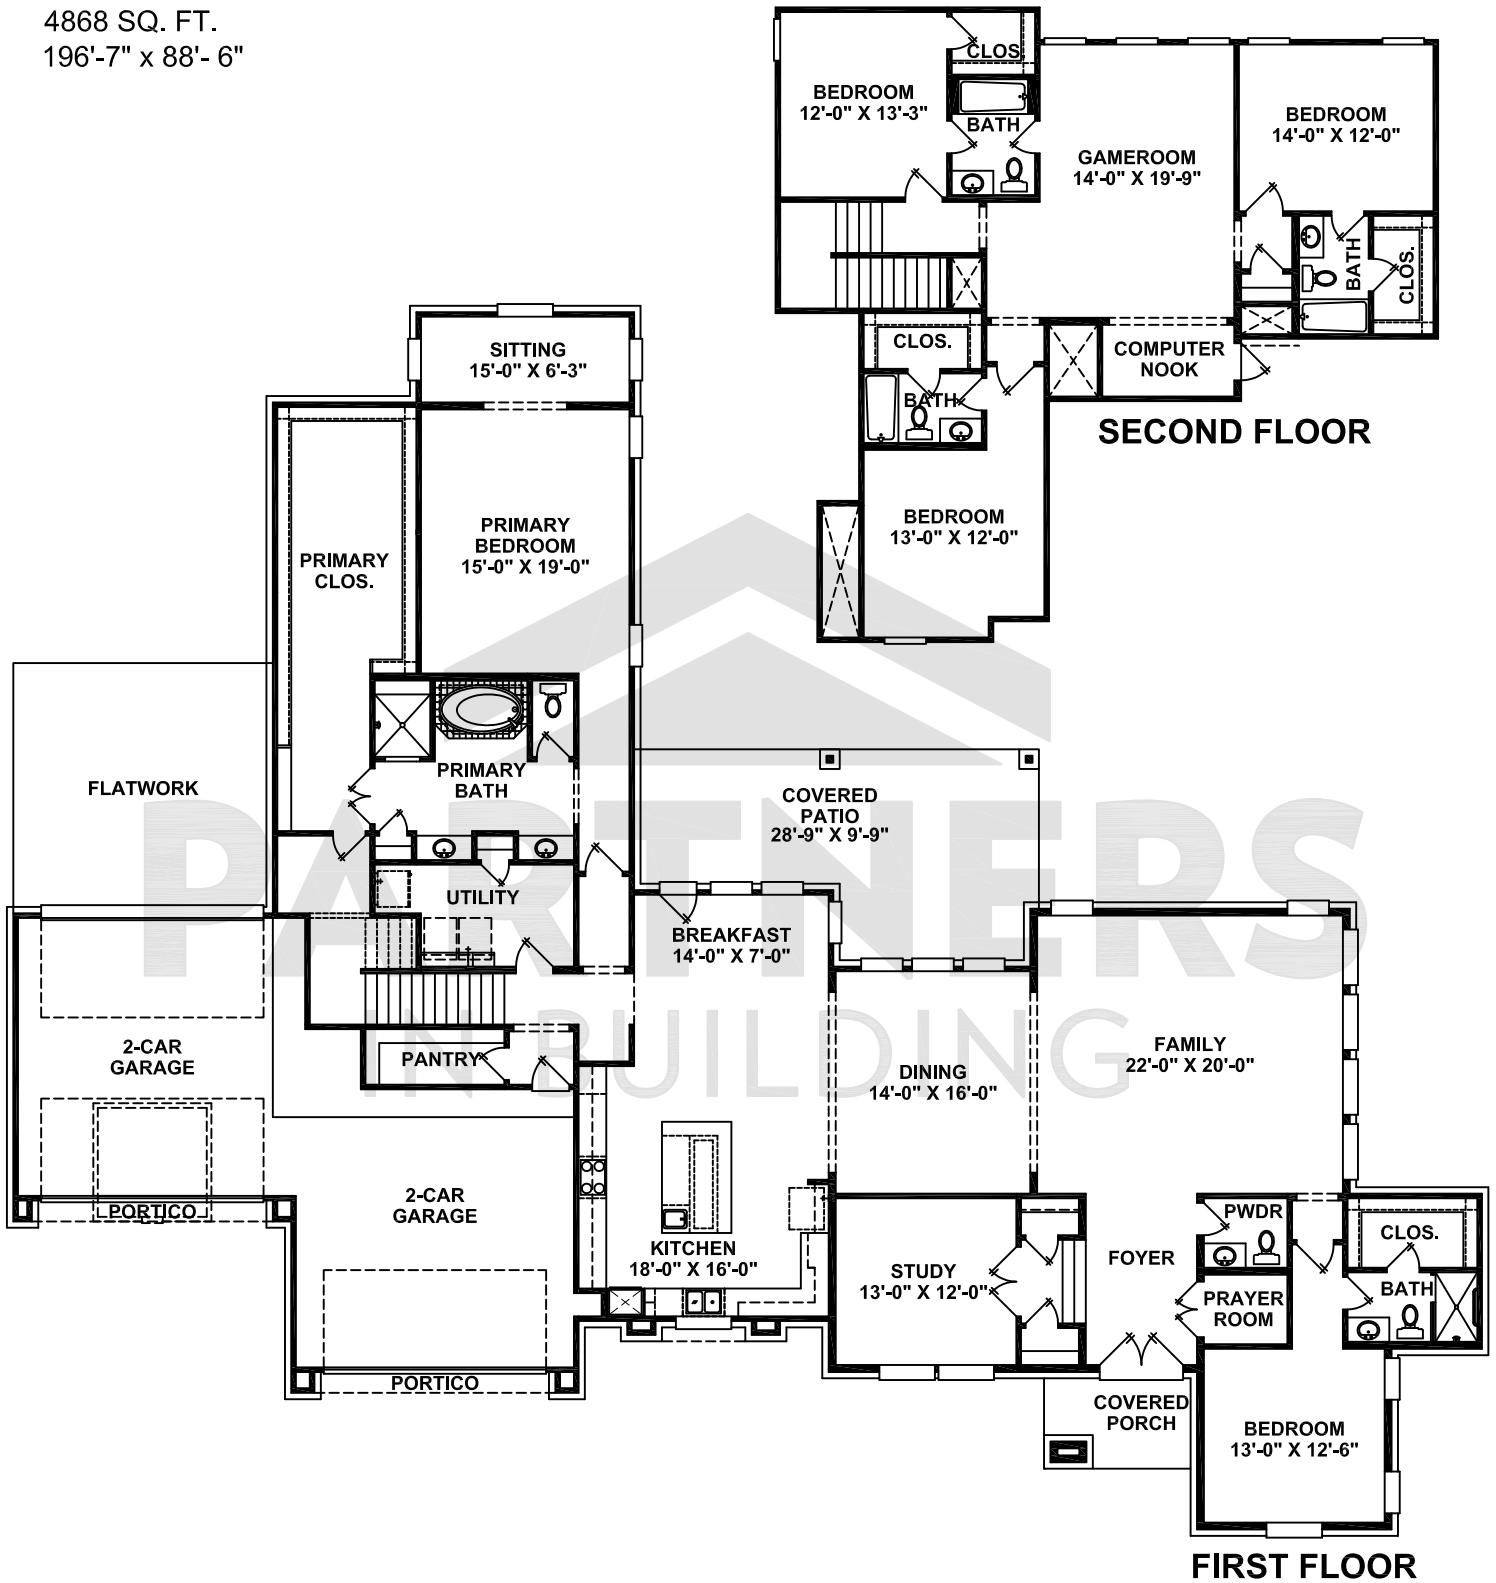 4868 SQ. FT.
196'-7" x 88'- 6"
CLOS.
BEDROOM
12'-0" X 13'-3"
BATH
GAMEROOM
14'-0" X 19'-9"
BEDROOM
14'-0" X 12'-0"
BATH
CLOS.
CLOS.
BATH
COMPUTER
NOOK
SECOND FLOOR
BEDROOM
13'-0" X 12'-0"
SITTING
15'-0" X 6'-3"
PRIMARY
BEDROOM
15'-0" X 19'-0"
PRIMARY
CLOS.
FLATWORK
PRIMARY
BATH
COVERED
PATIO
28'-9" X 9'-9"
PARTNERS
IN BUILDING
UTILITY
BREAKFAST
14'-0" X 7'-0"
2-CAR
GARAGE
PANTRY
DINING
14'-0" X 16'-0"
FAMILY
22'-0" X 20'-0"
PORTICO
2-CAR
GARAGE
KITCHEN
18'-0" X 16'-0"
STUDY
13'-0" X 12'-0"
FOYER
PWDR
CLOS.
BATH
PRAYER
ROOM
PORTICO
COVERED
PORCH
BEDROOM
13'-0" X 12'-6"
FIRST FLOOR